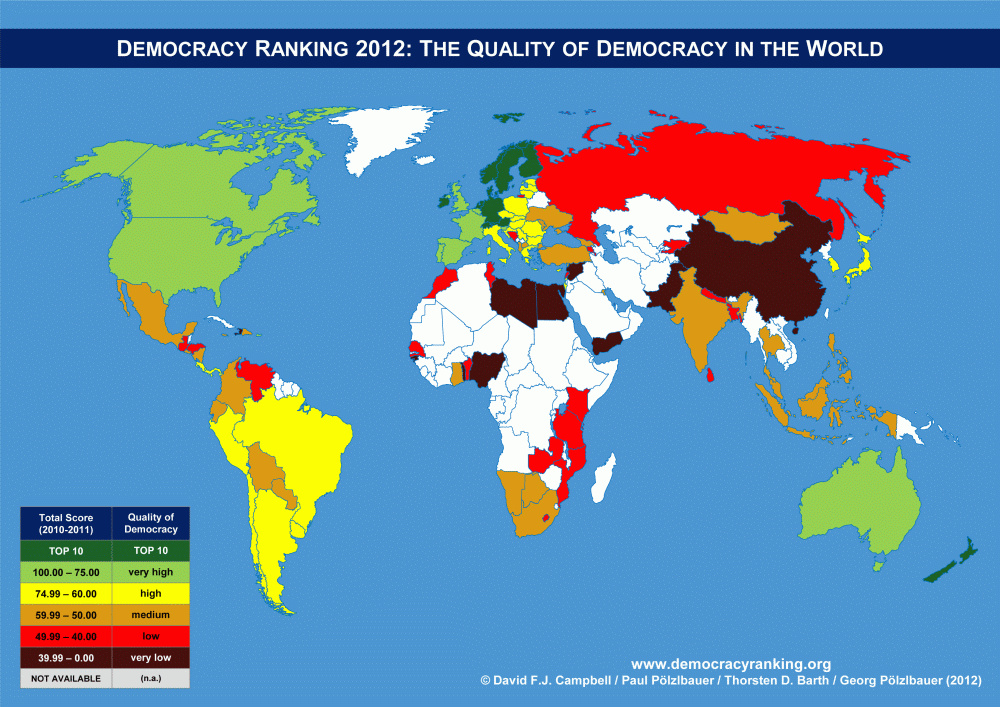 DEMOCRACY RANKING 2012: THE QUALITY OF DEMOCRACY IN THE WORLD
Total Score Quality of
(2010-2011) Democracy
TOP 10 TOP 10
100.00 – 75.00 very high
74.99 – 60.00 high
59.99 – 50.00 medium
49.99 – 40.00 low
39.99 – 0.00 very low
NOT AVAILABLE (n.a.)
www.democracyranking.org
© David F.J. Campbell / Paul Pölzlbauer / Thorsten D. Barth / Georg Pölzlbauer (2012)